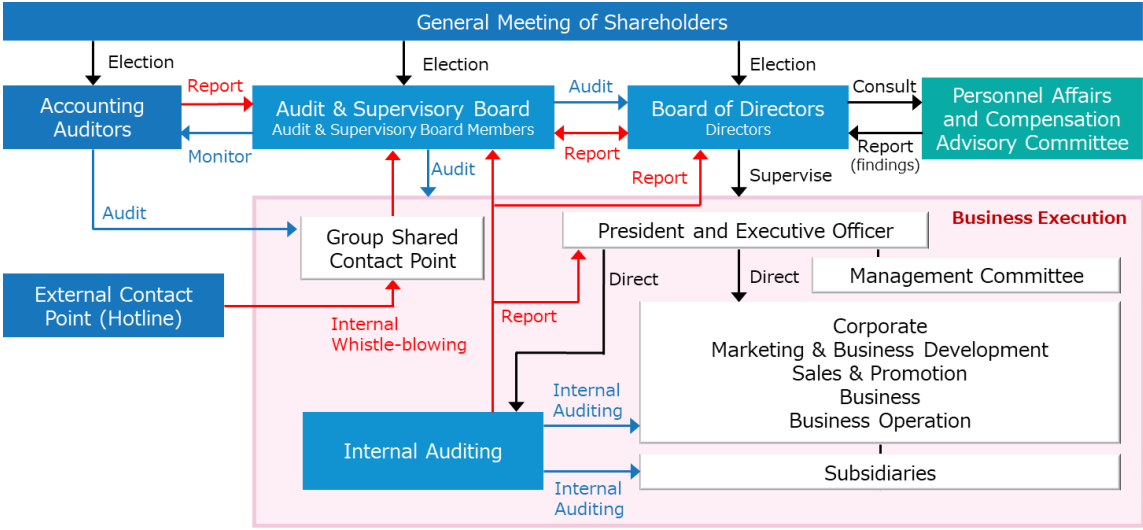 General Meeting of Shareholders
Election
Election
Election
Accounting
Auditors
Report
Monitor
Audit & Supervisory Board
Audit & Supervisory Board Members
Audit
Report
Board of Directors
Directors
Consult
Report
(findings)
Personnel Affairs
and Compensation
Advisory Committee
Audit
Report
Supervise
Audit
Business Execution
Group Shared
Contact Point
President and Executive Officer
Direct
Direct
Management Committee
External Contact
Point (Hotline)
Internal
Whistle-blowing
Report
Corporate
Marketing & Business Development
Sales & Promotion
Business
Business Operation
Internal
Auditing
Internal Auditing
Subsidiaries
Internal
Auditing